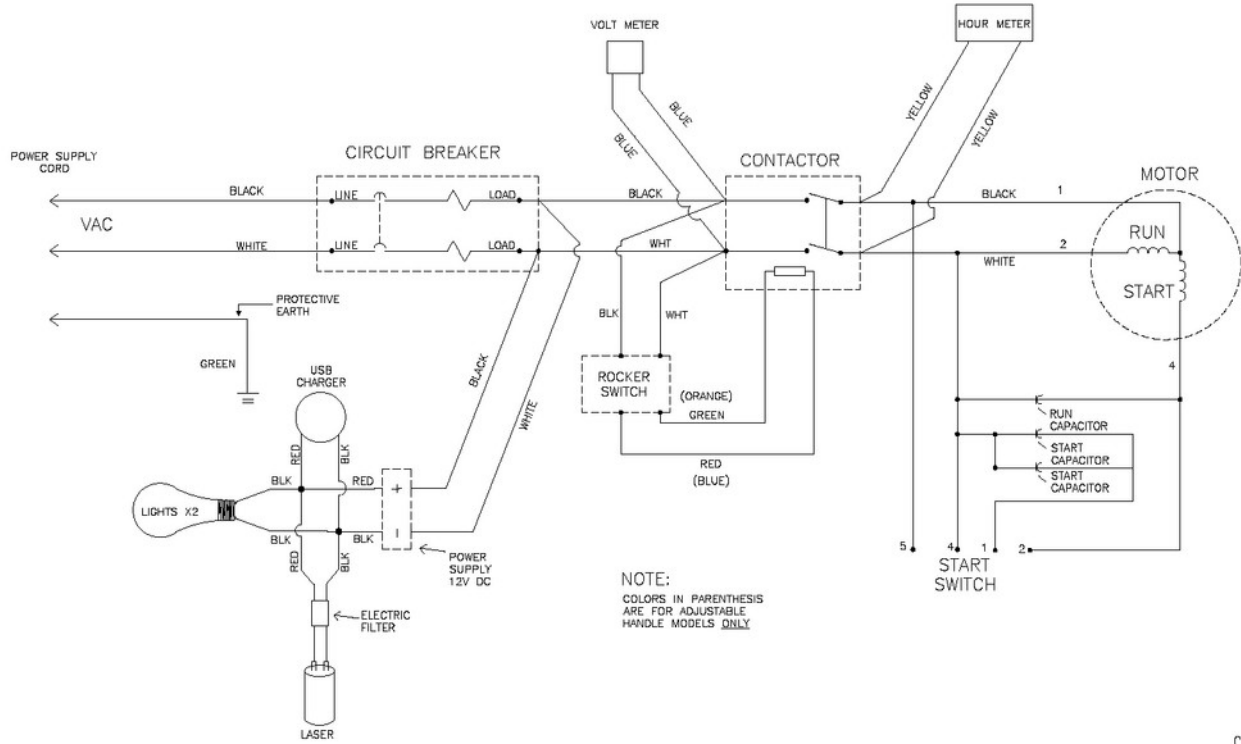 VOLT METER
HOUR METER
BLUE
BLUE
YELLOW
YELLOW
POWER SUPPLY
CORD
CIRCUIT BREAKER
CONTACTOR
MOTOR
BLACK
LINE
LOAD
BLACK
BLACK
1
VAC
WHITE
LINE
LOAD
WHT
WHITE
2
RUN
START
PROTECTIVE
EARTH
GREEN
BLK
WHT
USB
CHARGER
BLACK
WHITE
ROCKER
SWITCH
(ORANGE)
GREEN
RED
(BLUE)
4
RUN
CAPACITOR
START
CAPACITOR
START
CAPACITOR
RED
BLK
BLK
RED
+
LIGHTS X2
-
BLK
BLK
RED
BLK
POWER
SUPPLY
12V DC
5
4
1
2
START
SWITCH
NOTE:
COLORS IN PARENTHESIS
ARE FOR ADJUSTABLE
HANDLE MODELS ONLY
ELECTRIC
FILTER
LASER